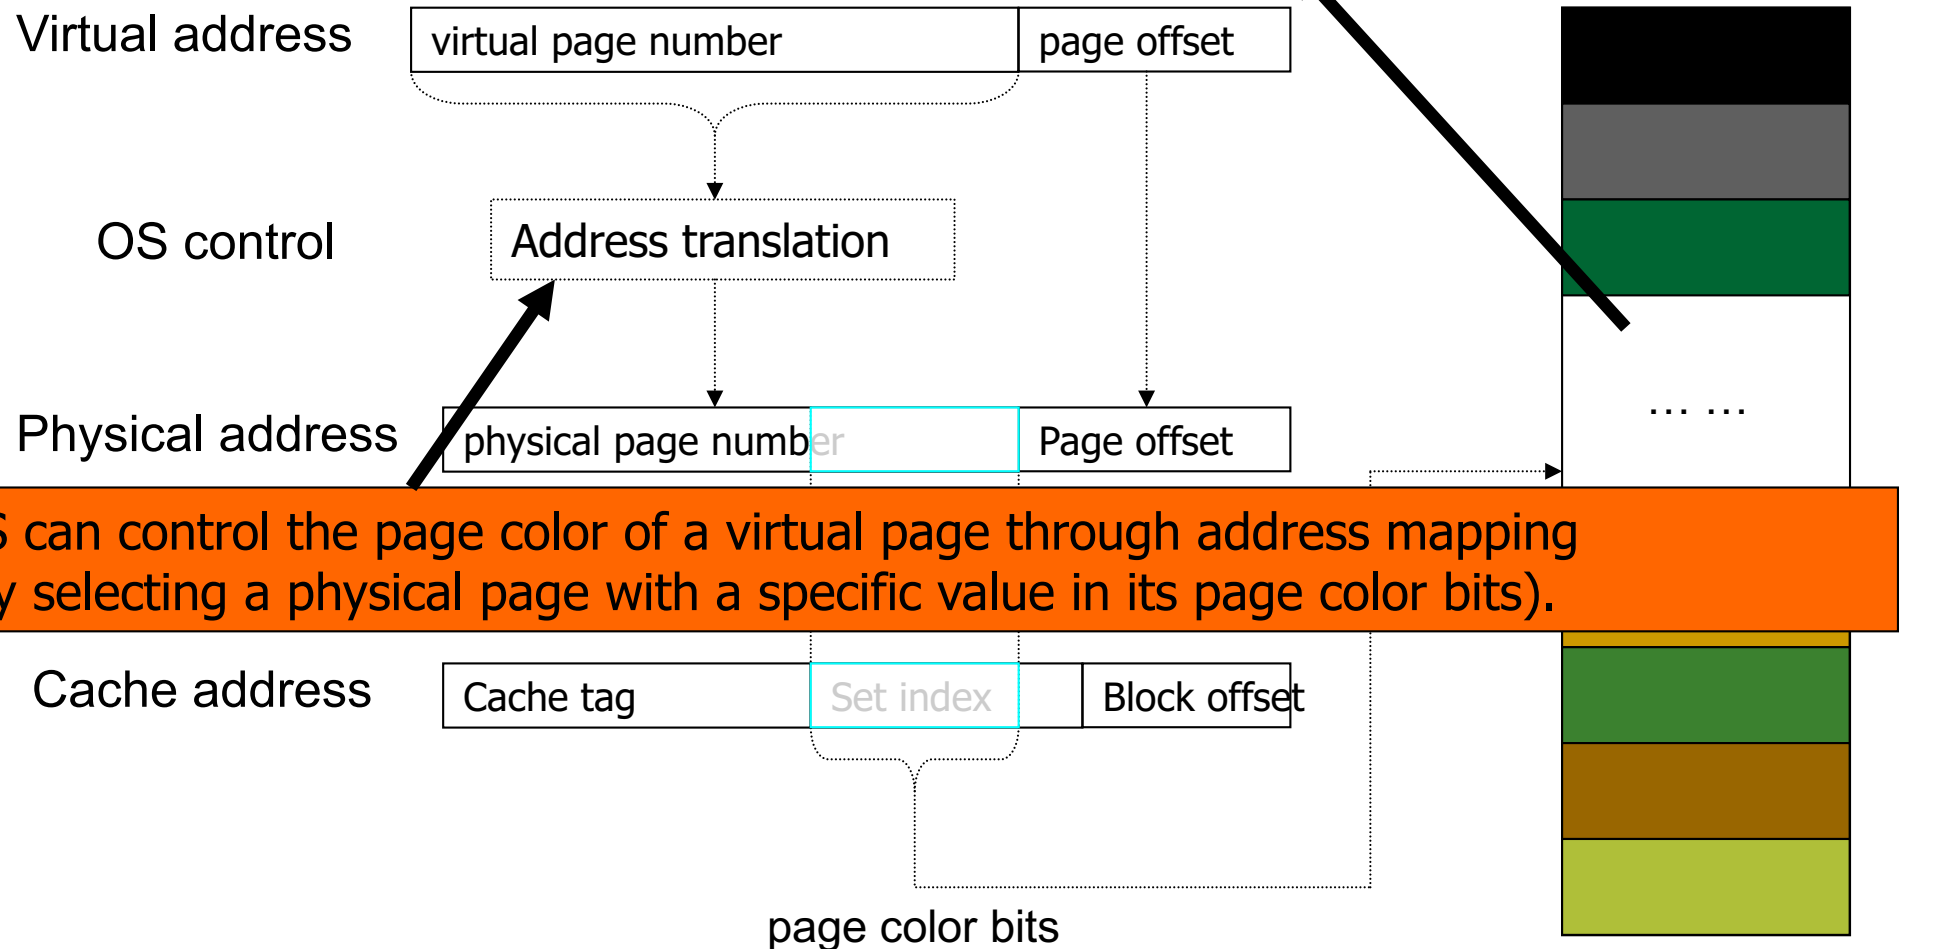 Virtual address
virtual page number
page offset
OS control
Address translation
Physical address
physical page number
Page offset
… …
S can control the page color of a virtual page through address mapping
y selecting a physical page with a specific value in its page color bits).
Cache address
Cache tag
Set index
Block offset
page color bits